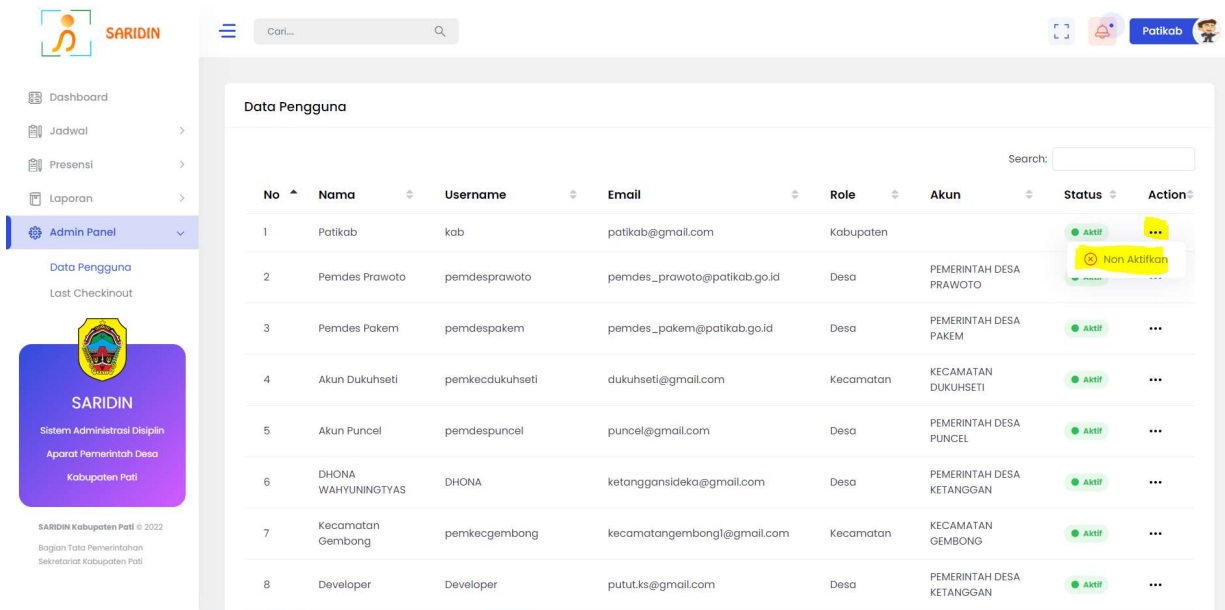 SARIDIN
Cari...
Patikab
Dashboard
Jadwal
Presensi
Laporan
Admin Panel
Data Pengguna
Last Checkinout
SARIDIN
Sistem Administrasi Disiplin
Aparat Pemerintah Desa
Kabupaten Pati
SARIDIN Kabupaten Pati © 2022
Bagian Tata Pemerintahan
Sekretariat Kabupaten Pati
Data Pengguna
Search:
No Nama Username Email Role Akun Status Action
1 Patikab kab patikab@gmail.com Kabupaten Aktif ...
Non Aktifkan
2 Pemdes Prawoto pemdesprawoto pemdes_prawoto@patikab.go.id Desa PEMERINTAH DESA
PRAWOTO
3 Pemdes Pakem pemdespakem pemdes_pakem@patikab.go.id Desa PEMERINTAH DESA
PAKEM Aktif ...
4 Akun Dukuhseti pemkecdukuhseti dukuhseti@gmail.com Kecamatan KECAMATAN
DUKUHSETI Aktif ...
5 Akun Puncel pemdespuncel puncel@gmail.com Desa PEMERINTAH DESA
PUNCEL Aktif ...
6 DHONA
WAHYUNINGTYAS DHONA ketanggansideka@gmail.com Desa PEMERINTAH DESA
KETANGGAN Aktif ...
7 Kecamatan
Gembong pemkecgembong kecamatangembong1@gmail.com Kecamatan KECAMATAN
GEMBONG Aktif ...
8 Developer Developer putut.ks@gmail.com Desa PEMERINTAH DESA
KETANGGAN Aktif ...